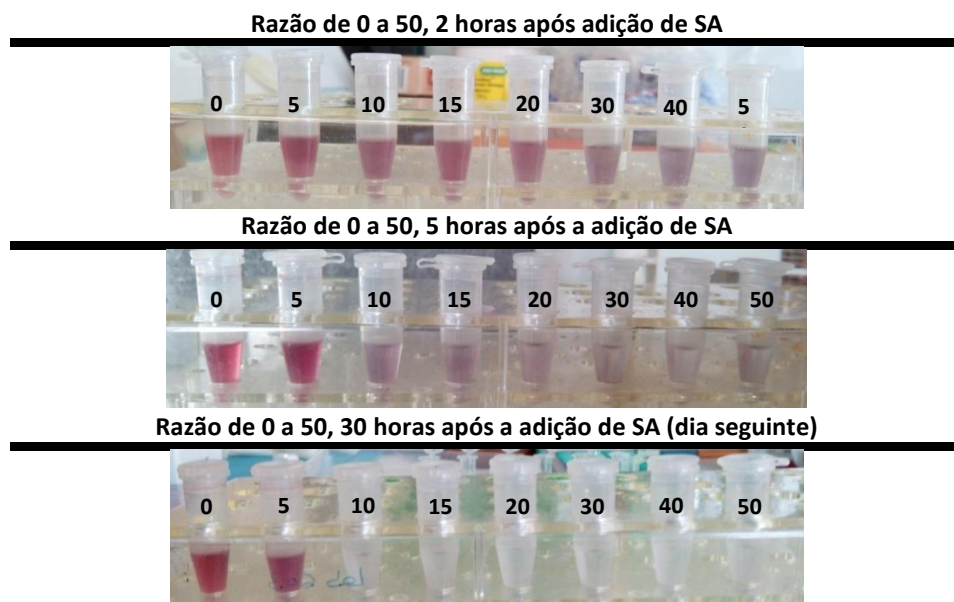 Razão de 0 a 50, 2 horas após adição de SA
0 5 10 15 20 30 40 5
Razão de 0 a 50, 5 horas após a adição de SA
0 5 10 15 20 30 40 50
Razão de 0 a 50, 30 horas após a adição de SA (dia seguinte)
0 5 10 15 20 30 40 50